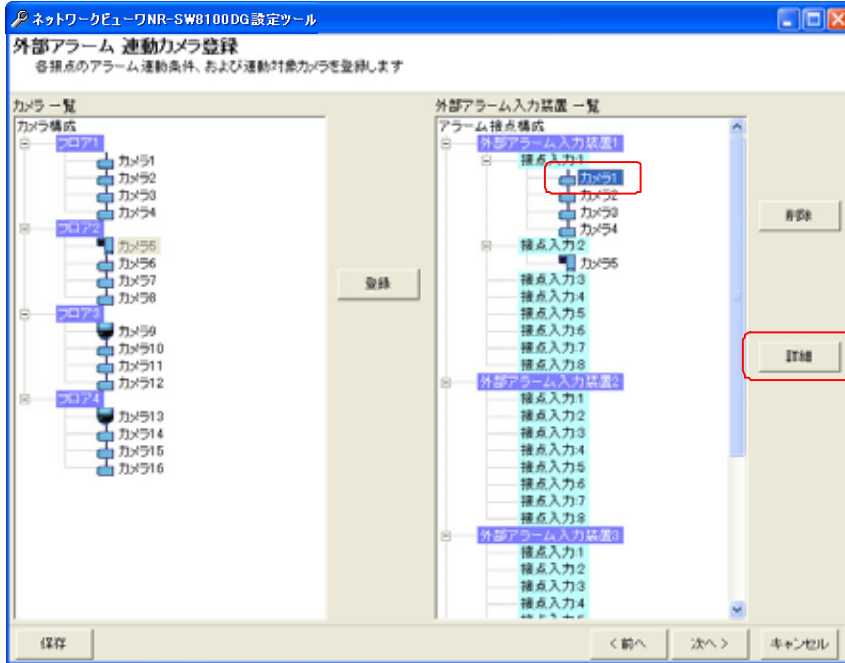 ネットワークビューワNR-SW8100DG設定ツール
外部アラーム 連動カメラ登録
各接点のアラーム連動条件、および連動対象カメラを登録します
カメラ 一覧
カメラ構成
フロア1
カメラ1
カメラ2
カメラ3
カメラ4
フロア2
カメラ5
カメラ6
カメラ7
カメラ8
フロア3
カメラ9
カメラ10
カメラ11
カメラ12
フロア4
カメラ13
カメラ14
カメラ15
カメラ16
登録
外部アラーム入力装置 一覧
アラーム接点構成
外部アラーム入力装置1
接点入力:1
カメラ1
カメラ2
カメラ3
カメラ4
接点入力:2
カメラ5
接点入力:3
接点入力:4
接点入力:5
接点入力:6
接点入力:7
接点入力:8
外部アラーム入力装置2
接点入力:1
接点入力:2
接点入力:3
接点入力:4
接点入力:5
接点入力:6
接点入力:7
接点入力:8
外部アラーム入力装置3
接点入力:1
接点入力:2
接点入力:3
接点入力:4
削除
詳細
保存
< 前へ
次へ >
キャンセル